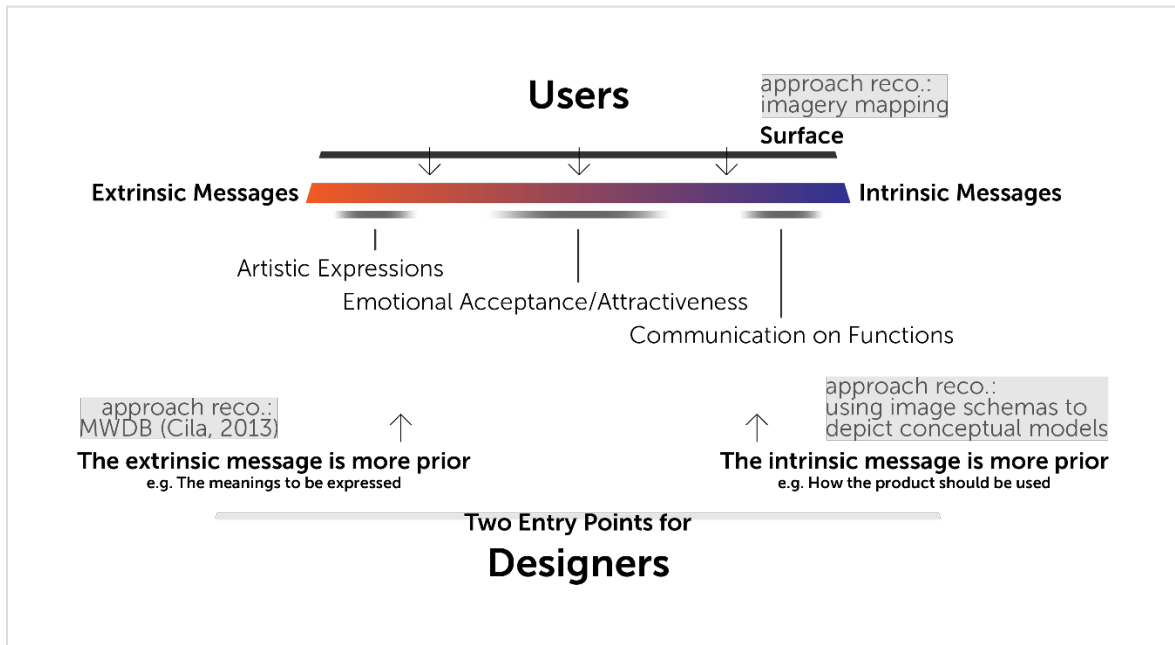 Users
approach reco.:
imagery mapping
Surface
Extrinsic Messages
Intrinsic Messages
Artistic Expressions
Emotional Acceptance/Attractiveness
Communication on Functions
approach reco.:
MWDB (Cila, 2013)
The extrinsic message is more prior
e.g. The meanings to be expressed
approach reco.:
using image schemas to
depict conceptual models
The intrinsic message is more prior
e.g. How the product should be used
Two Entry Points for
Designers